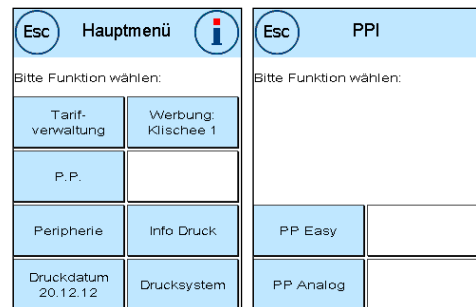 Esc Hauptmenü i
Bitte Funktion wählen:
Tarif-
verwaltung
Werbung:
Klischee 1
P.P.
Peripherie
Info Druck
Druckdatum
20.12.12
Drucksystem
Esc PPI
Bitte Funktion wählen:
PP Easy
PP Analog